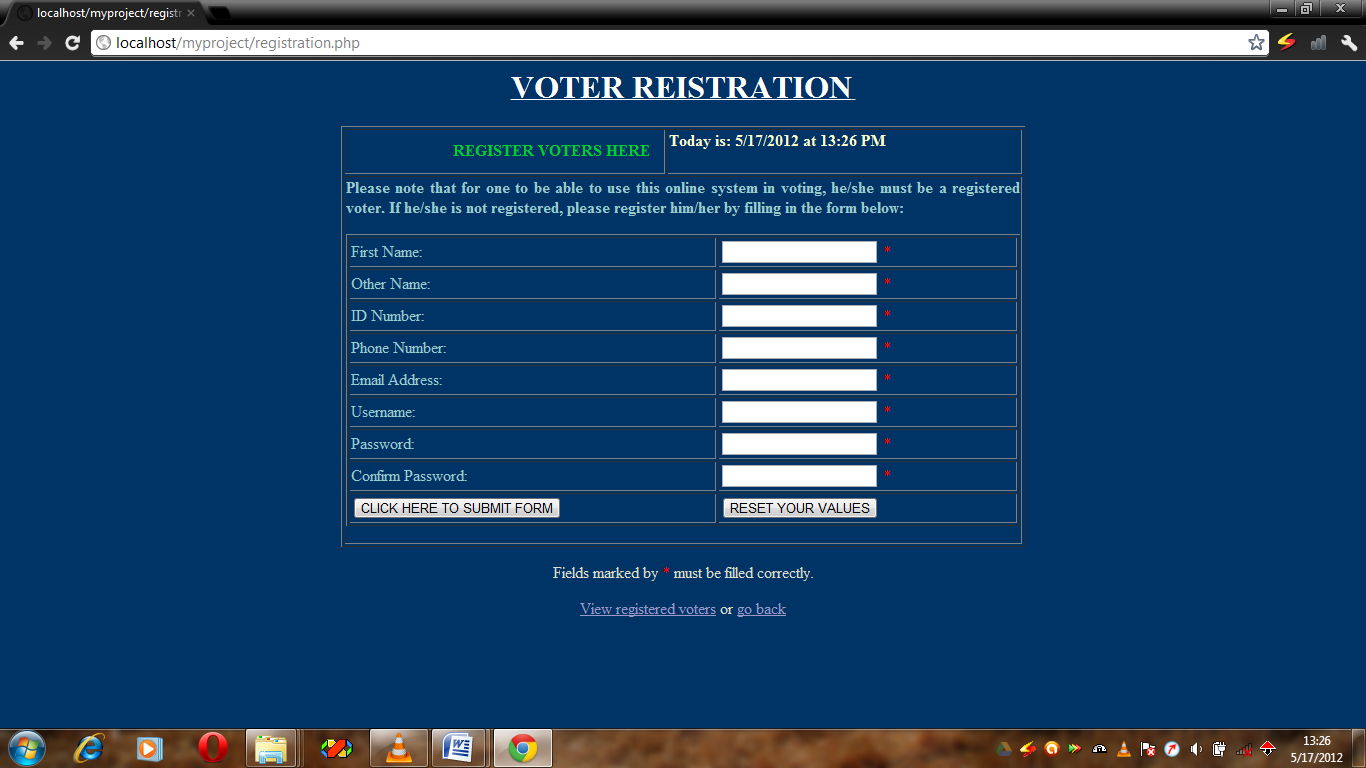 localhost/myproject/registr
localhost/myproject/registration.php
VOTER REISTRATION
REGISTER VOTERS HERE
Today is: 5/17/2012 at 13:26 PM
Please note that for one to be able to use this online system in voting, he/she must be a registered
voter. If he/she is not registered, please register him/her by filling in the form below:
First Name: *
Other Name: *
ID Number: *
Phone Number: *
Email Address: *
Username: *
Password: *
Confirm Password: *
CLICK HERE TO SUBMIT FORM
RESET YOUR VALUES
Fields marked by * must be filled correctly.
View registered voters or go back
13:26
5/17/2012